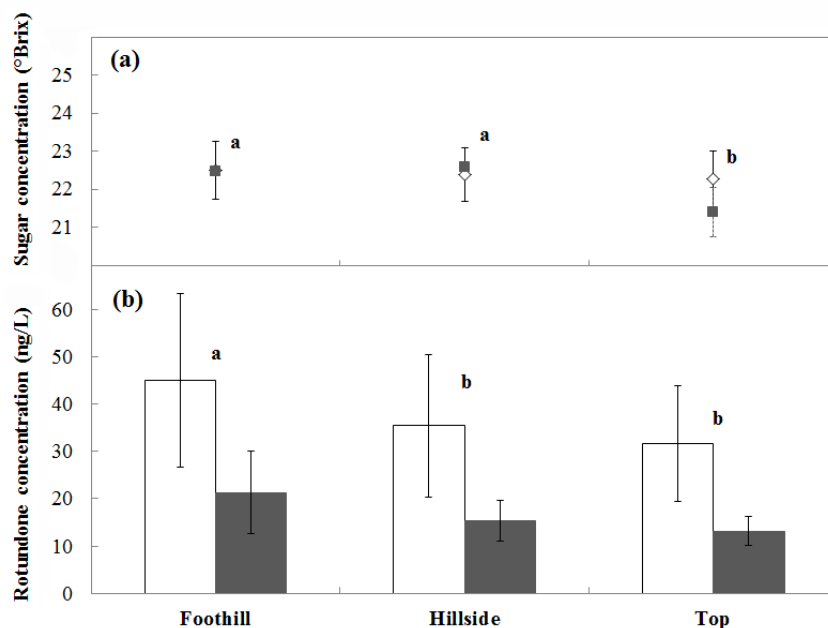 Sugar concentration (°Brix)
(a)
25
24
23
22
21
a
a
b
Rotundone concentration (ng/L)
(b)
60
50
40
30
20
10
0
a
b
b
Foothill
Hillside
Top